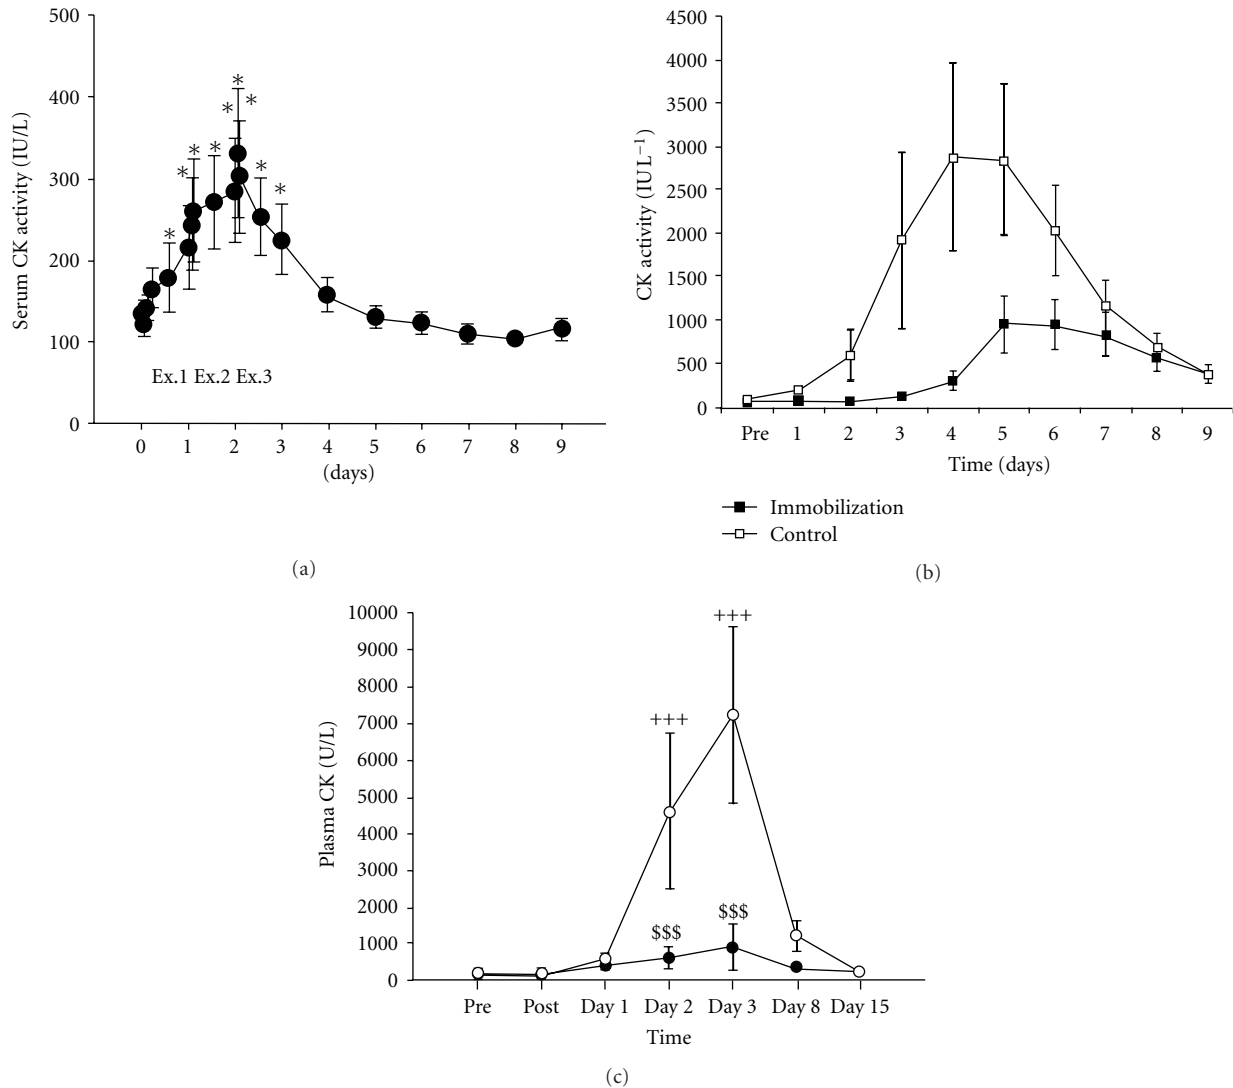 500
400
300
200
100
0
Serum CK activity (IU/L)
* * * * * * * * *
Ex.1 Ex.2 Ex.3
0 1 2 3 4 5 6 7 8 9
(days)
(a)
4500
4000
3500
3000
2500
2000
1500
1000
500
0
CK activity (IU L−1)
Pre 1 2 3 4 5 6 7 8 9
Time (days)
Immobilization
Control
(b)
10000
9000
8000
7000
6000
5000
4000
3000
2000
1000
0
Plasma CK (U/L)
+++
+++
$$$
$$$
Pre Post Day 1 Day 2 Day 3 Day 8 Day 15
Time
(c)